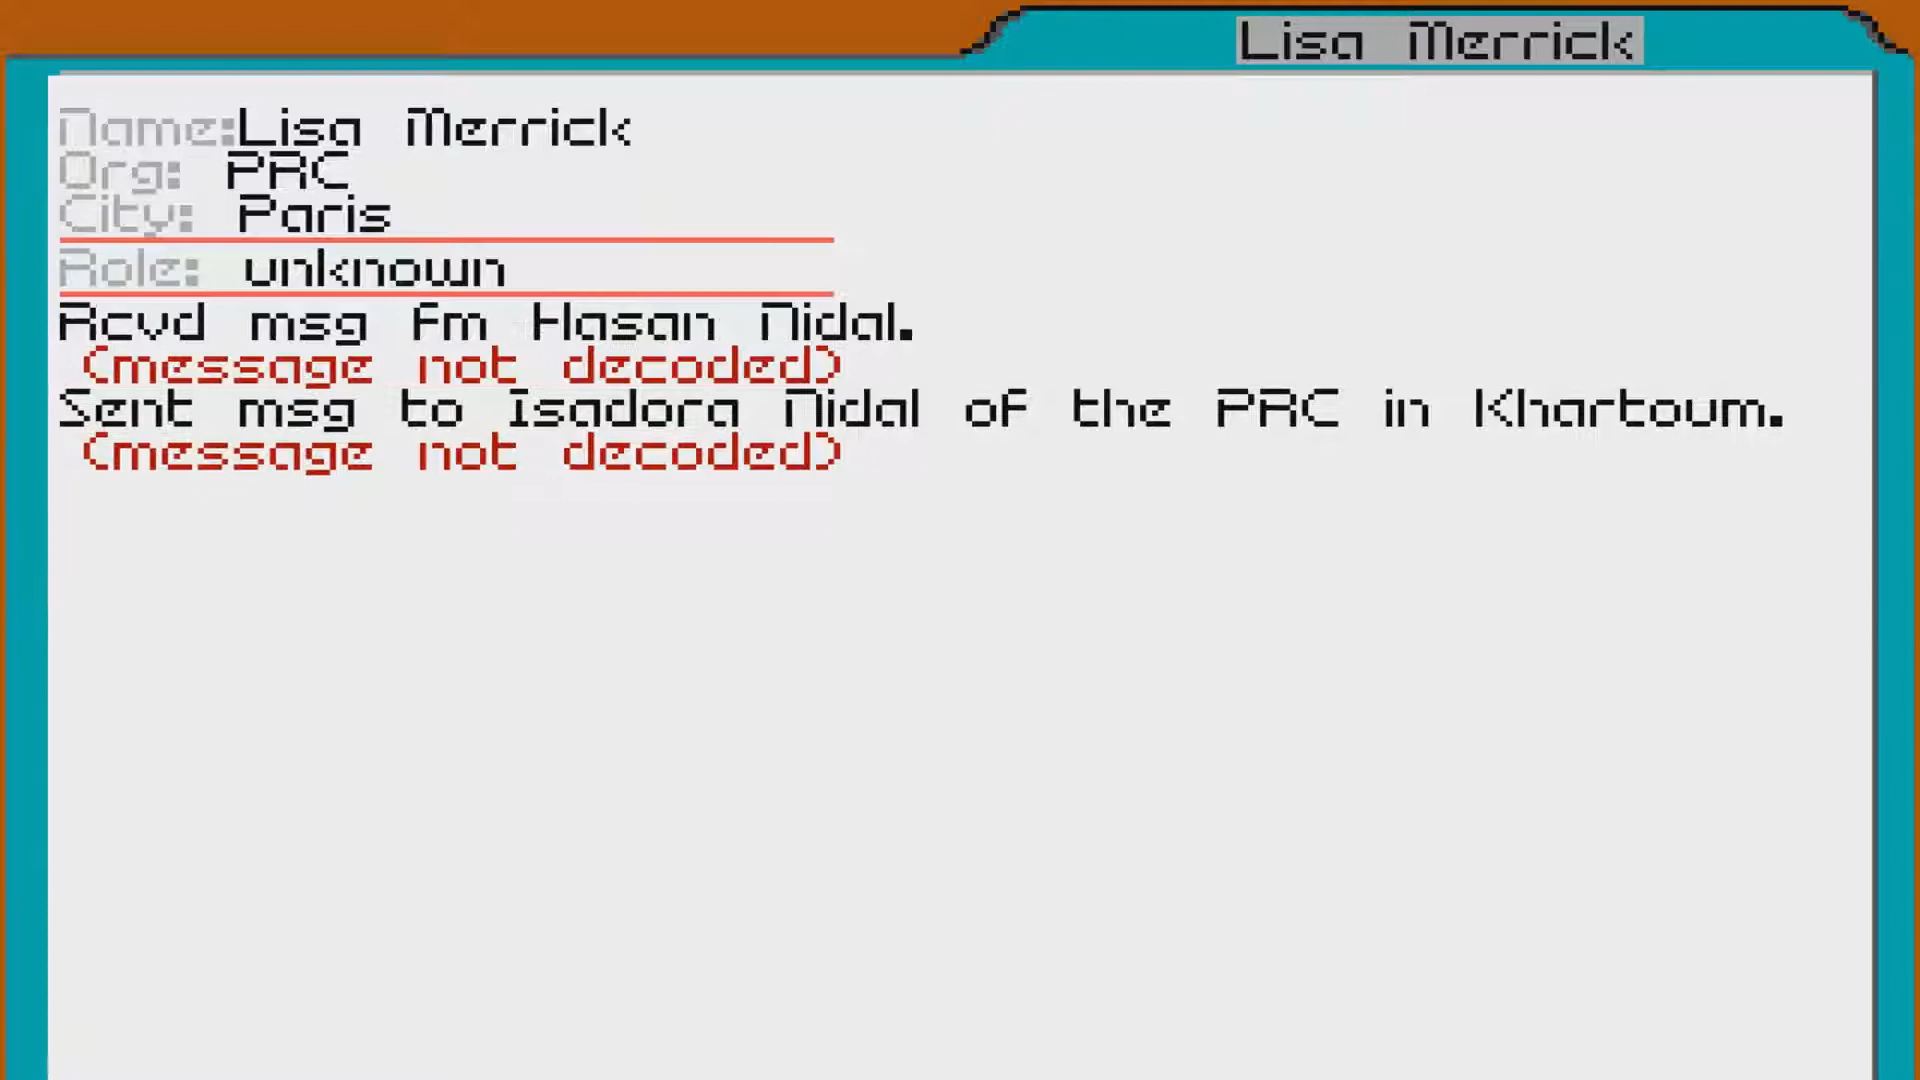 Lisa Merrick
Name:Lisa Merrick
Org: PRC
City: Paris
Role: unknown
Rcvd msg fm Hasan Nidal.
(message not decoded)
Sent msg to Isadora Nidal of the PRC in Khartoum.
(message not decoded)